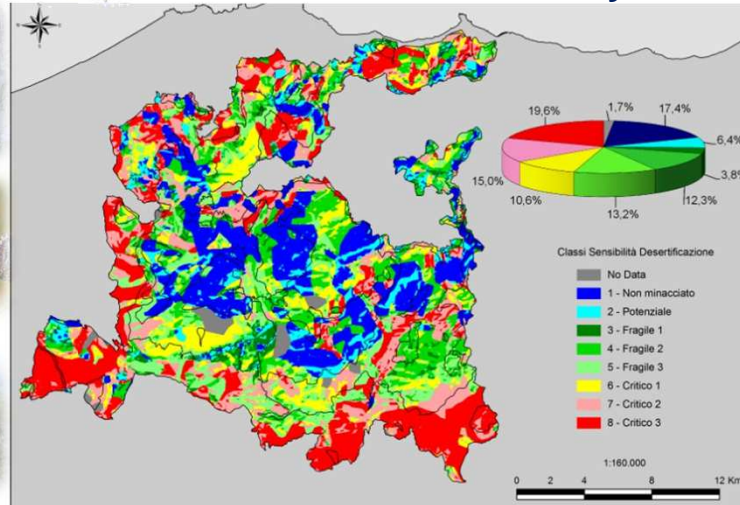 1,7%
19,6%
17,4%
6,4%
3,8%
12,3%
13,2%
10,6%
15,0%
Classi Sensibilità Desertificazione
No Data
1 - Non minacciato
2 - Potenziale
3 - Fragile 1
4 - Fragile 2
5 - Fragile 3
6 - Critico 1
7 - Critico 2
8 - Critico 3
1:160.000
0 2 4 8 12 Km